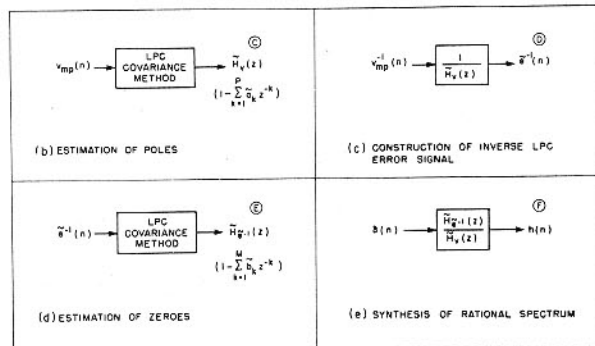 Ⓒ
v_mp(n)
LPC
COVARIANCE
METHOD
H̃_v(z)
(1-∑_{k=1}^{P} ã_k z^{-k})
(b) ESTIMATION OF POLES
Ⓓ
v_mp^{-1}(n)
1
H̃_v(z)
ẽ^{-1}(n)
(c) CONSTRUCTION OF INVERSE LPC
ERROR SIGNAL
Ⓔ
ẽ^{-1}(n)
LPC
COVARIANCE
METHOD
H̃_{ẽ^{-1}}(z)
(1-∑_{k=1}^{M} b̃_k z^{-k})
(d) ESTIMATION OF ZEROES
Ⓕ
δ(n)
H̃_{ẽ^{-1}}(z)
H̃_v(z)
h(n)
(e) SYNTHESIS OF RATIONAL SPECTRUM